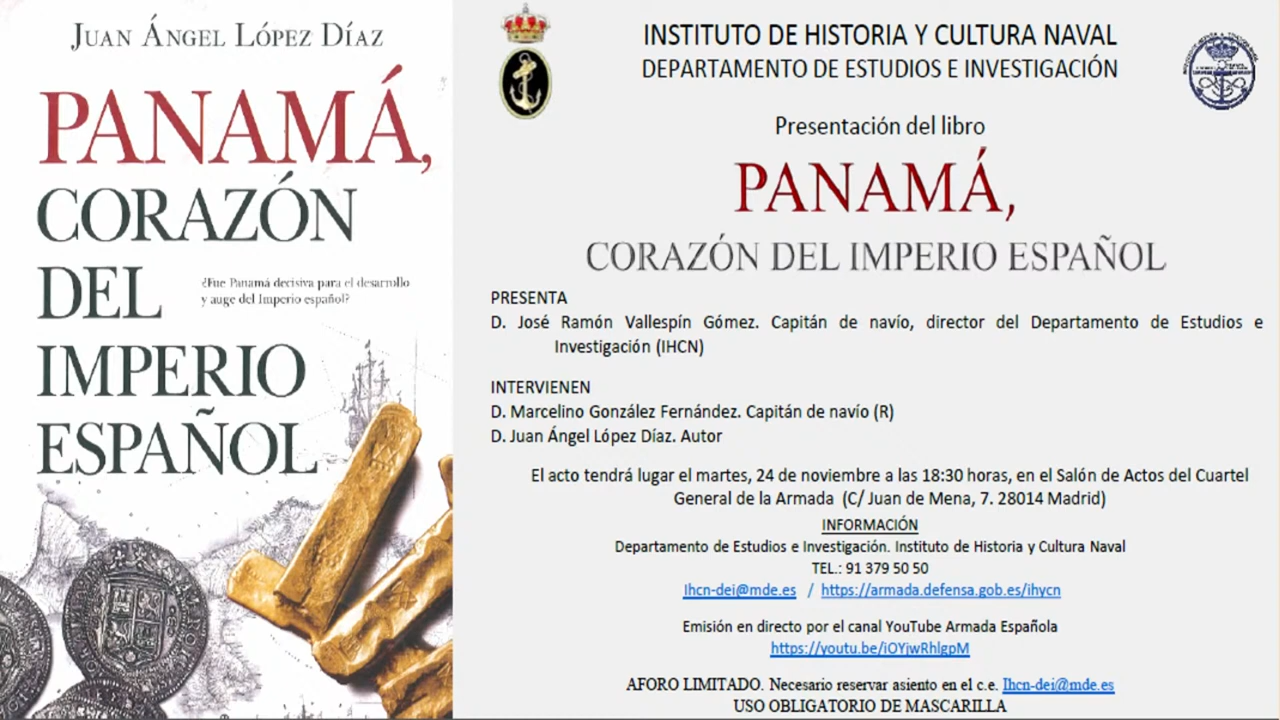 JUAN ÁNGEL LÓPEZ DÍAZ
PANAMÁ,
CORAZÓN
DEL
¿Fue Panamá decisiva para el desarrollo
y auge del Imperio español?
IMPERIO
ESPAÑOL
INSTITUTO DE HISTORIA Y CULTURA NAVAL
DEPARTAMENTO DE ESTUDIOS E INVESTIGACIÓN
Presentación del libro
PANAMÁ,
CORAZÓN DEL IMPERIO ESPAÑOL
PRESENTA
D. José Ramón Vallespín Gómez. Capitán de navío, director del Departamento de Estudios e
Investigación (IHCN)
INTERVIENEN
D. Marcelino González Fernández. Capitán de navío (R)
D. Juan Ángel López Díaz. Autor
El acto tendrá lugar el martes, 24 de noviembre a las 18:30 horas, en el Salón de Actos del Cuartel
General de la Armada (C/ Juan de Mena, 7. 28014 Madrid)
INFORMACIÓN
Departamento de Estudios e Investigación. Instituto de Historia y Cultura Naval
TEL.: 91 379 50 50
Ihcn-dei@mde.es / https://armada.defensa.gob.es/ihycn
Emisión en directo por el canal YouTube Armada Española
https://youtu.be/iOYjwRhlgpM
AFORO LIMITADO. Necesario reservar asiento en el c.e. Ihcn-dei@mde.es
USO OBLIGATORIO DE MASCARILLA